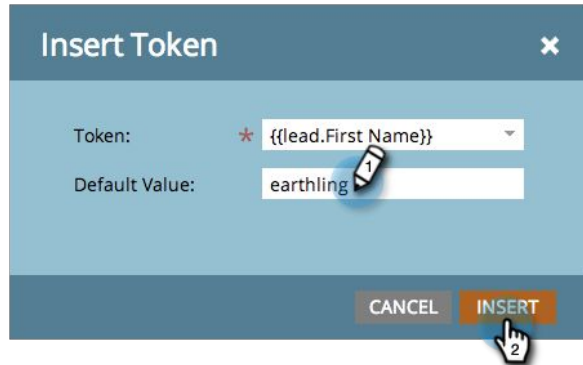 Insert Token
Token: * {{lead.First Name}}
Default Value: earthling
1
CANCEL INSERT
2